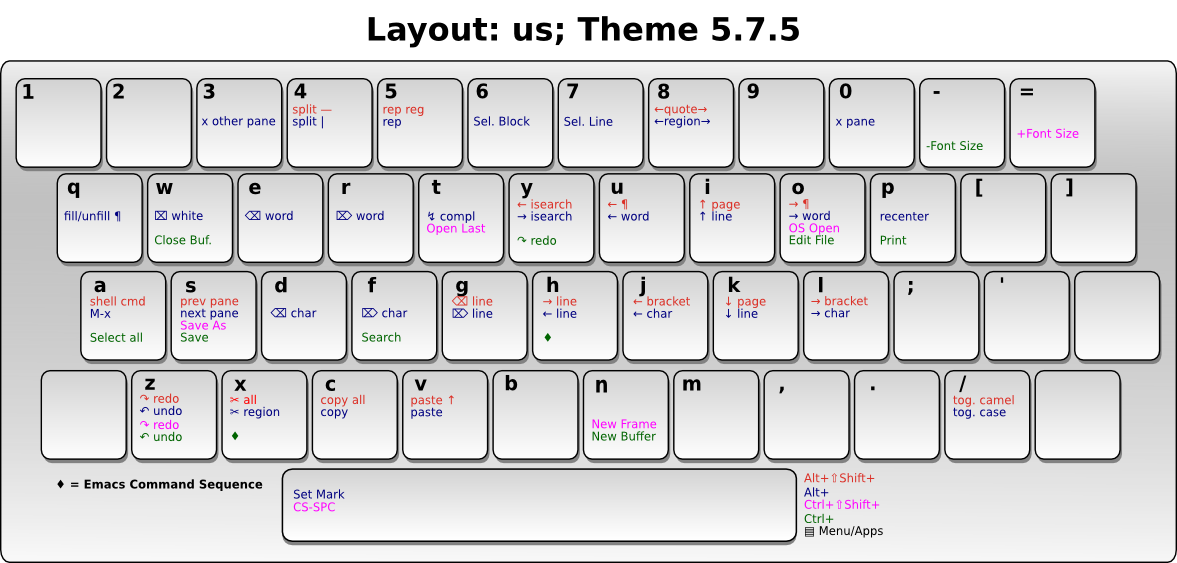 Layout: us; Theme 5.7.5
1
2
3
x other pane
4
split —
split |
5
rep reg
rep
6
Sel. Block
7
Sel. Line
8
←quote→
←region→
9
0
x pane
-
-Font Size
=
+Font Size
q
fill/unfill ¶
w
⌧ white
Close Buf.
e
⌫ word
r
⌦ word
t
↯ compl
Open Last
y
← isearch
→ isearch
↷ redo
u
← ¶
← word
i
↑ page
↑ line
o
→ ¶
→ word
OS Open
Edit File
p
recenter
Print
[
]
a
shell cmd
M-x
Select all
s
prev pane
next pane
Save As
Save
d
⌫ char
f
⌦ char
Search
g
⌫ line
⌦ line
h
→ line
← line
♦
j
← bracket
← char
k
↓ page
↓ line
l
→ bracket
→ char
;
'
z
↷ redo
↶ undo
↷ redo
↶ undo
x
✂ all
✂ region
♦
c
copy all
copy
v
paste ↑
paste
b
n
New Frame
New Buffer
m
,
.
/
tog. camel
tog. case
♦ = Emacs Command Sequence
Set Mark
CS-SPC
Alt+⇧Shift+
Alt+
Ctrl+⇧Shift+
Ctrl+
▤ Menu/Apps